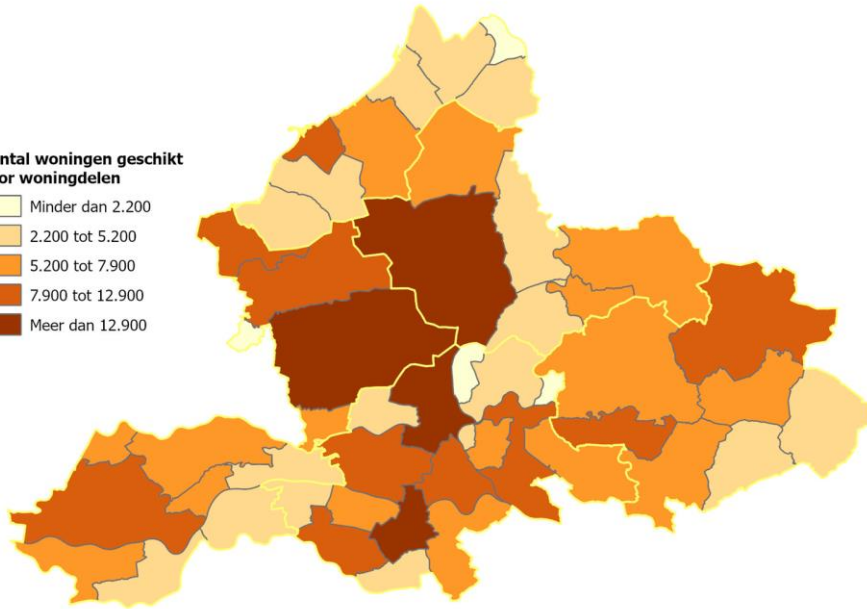 ntal woningen geschikt
or woningdelen
Minder dan 2.200
2.200 tot 5.200
5.200 tot 7.900
7.900 tot 12.900
Meer dan 12.900